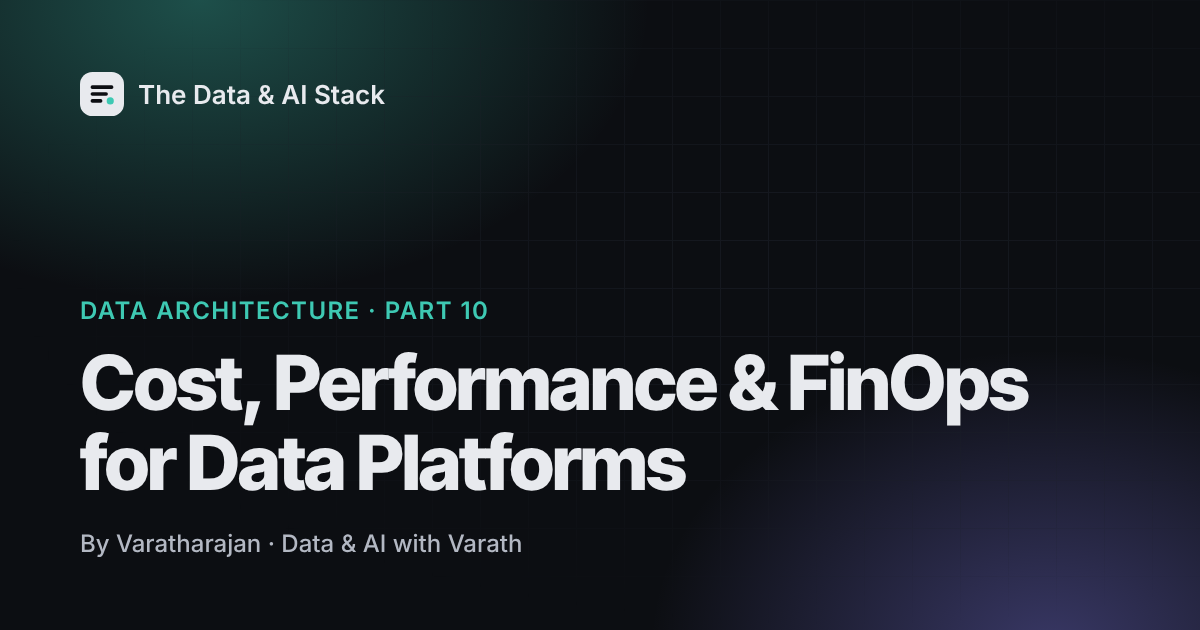 The Data & AI Stack
DATA ARCHITECTURE · PART 10
Cost, Performance & FinOps
for Data Platforms
By Varatharajan · Data & AI with Varath